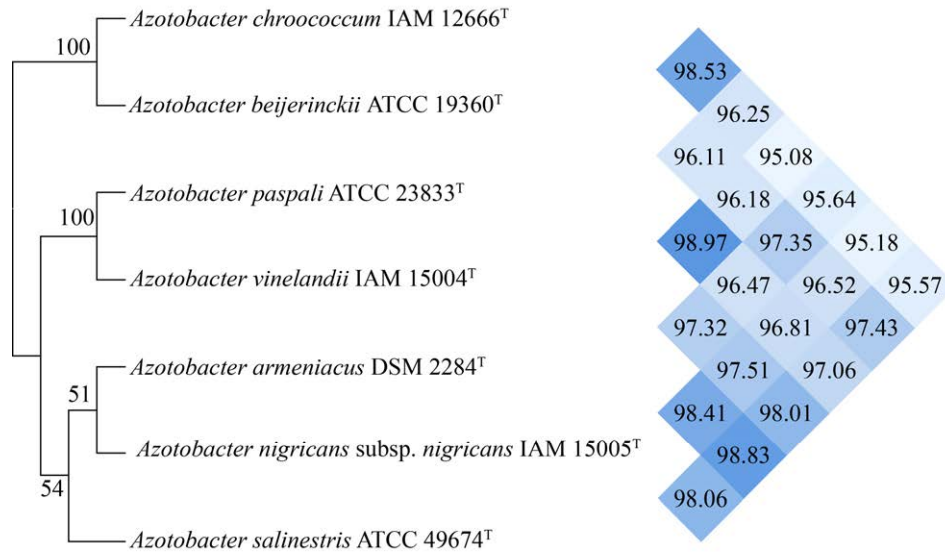 Azotobacter chroococcum IAM 12666ᵀ
100
98.53
Azotobacter beijerinckii ATCC 19360ᵀ
96.25
96.11 95.08
Azotobacter paspali ATCC 23833ᵀ
96.18 95.64
100
98.97 97.35 95.18
Azotobacter vinelandii IAM 15004ᵀ
96.47 96.52 95.57
97.32 96.81 97.43
Azotobacter armeniacus DSM 2284ᵀ
97.51 97.06
51
98.41 98.01
Azotobacter nigricans subsp. nigricans IAM 15005ᵀ
98.83
54
98.06
Azotobacter salinestris ATCC 49674ᵀ